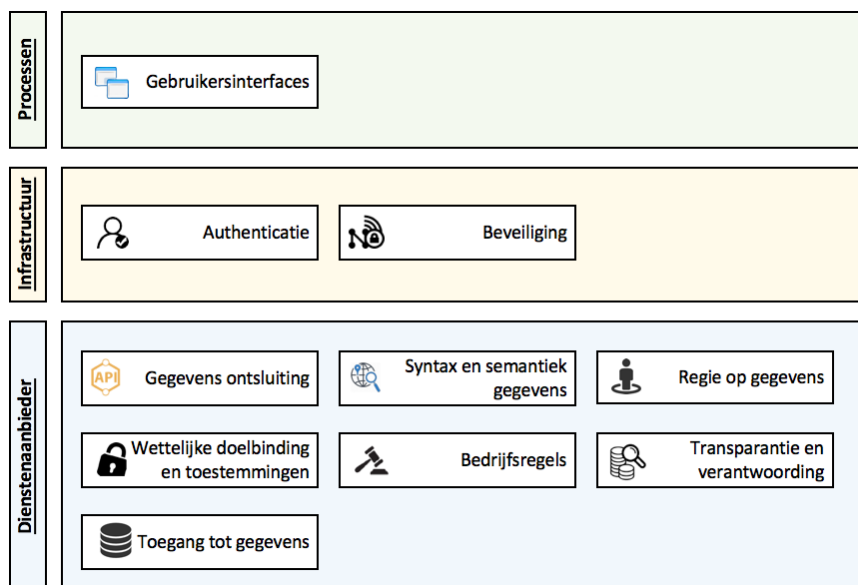 Processen
Gebruikersinterfaces
Infrastructuur
Authenticatie
Beveiliging
Dienstenaanbieder
API
Gegevens ontsluiting
Syntax en semantiek
gegevens
Regie op gegevens
Wettelijke doelbinding
en toestemmingen
Bedrijfsregels
Transparantie en
verantwoording
Toegang tot gegevens